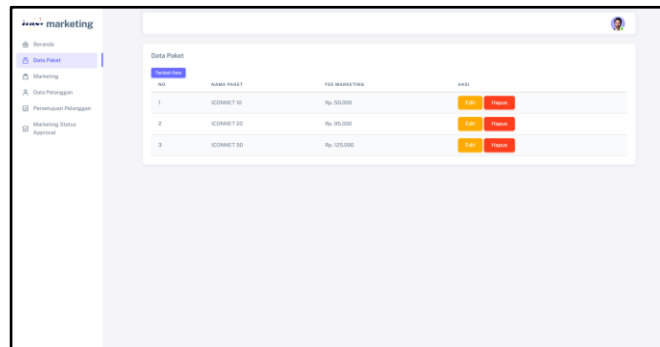 icon+ marketing
Beranda
Data Paket
Marketing
Data Pelanggan
Persetujuan Pelanggan
Marketing Status
Approval
Data Paket
Tambah Data
NO NAMA PAKET FEE MARKETING AKSI
1 ICONNET 10 Rp. 50.000 Edit Hapus
2 ICONNET 20 Rp. 85.000 Edit Hapus
3 ICONNET 50 Rp. 125.000 Edit Hapus